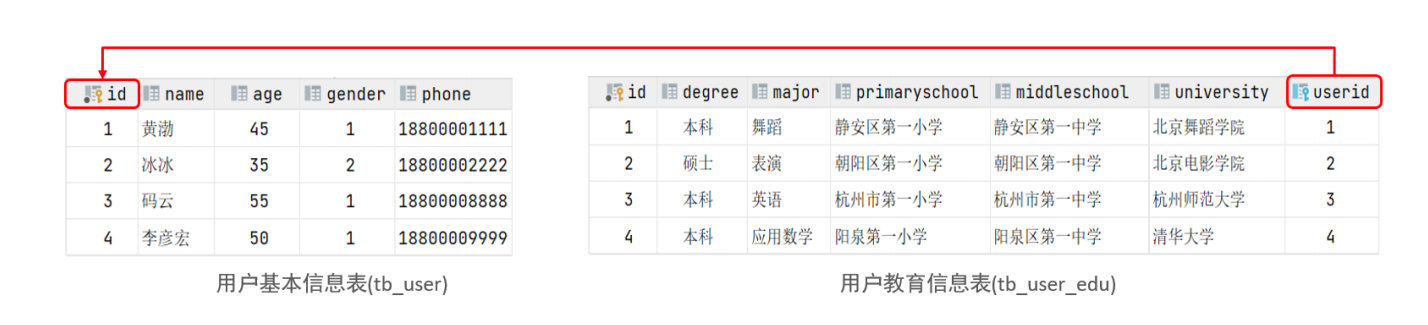 id name age gender phone
1 黄渤 45 1 18800001111
2 冰冰 35 2 18800002222
3 码云 55 1 18800008888
4 李彦宏 50 1 18800009999
用户基本信息表(tb_user)
id degree major primaryschool middleschool university userid
1 本科 舞蹈 静安区第一小学 静安区第一中学 北京舞蹈学院 1
2 硕士 表演 朝阳区第一小学 朝阳区第一中学 北京电影学院 2
3 本科 英语 杭州市第一小学 杭州市第一中学 杭州师范大学 3
4 本科 应用数学 阳泉第一小学 阳泉区第一中学 清华大学 4
用户教育信息表(tb_user_edu)